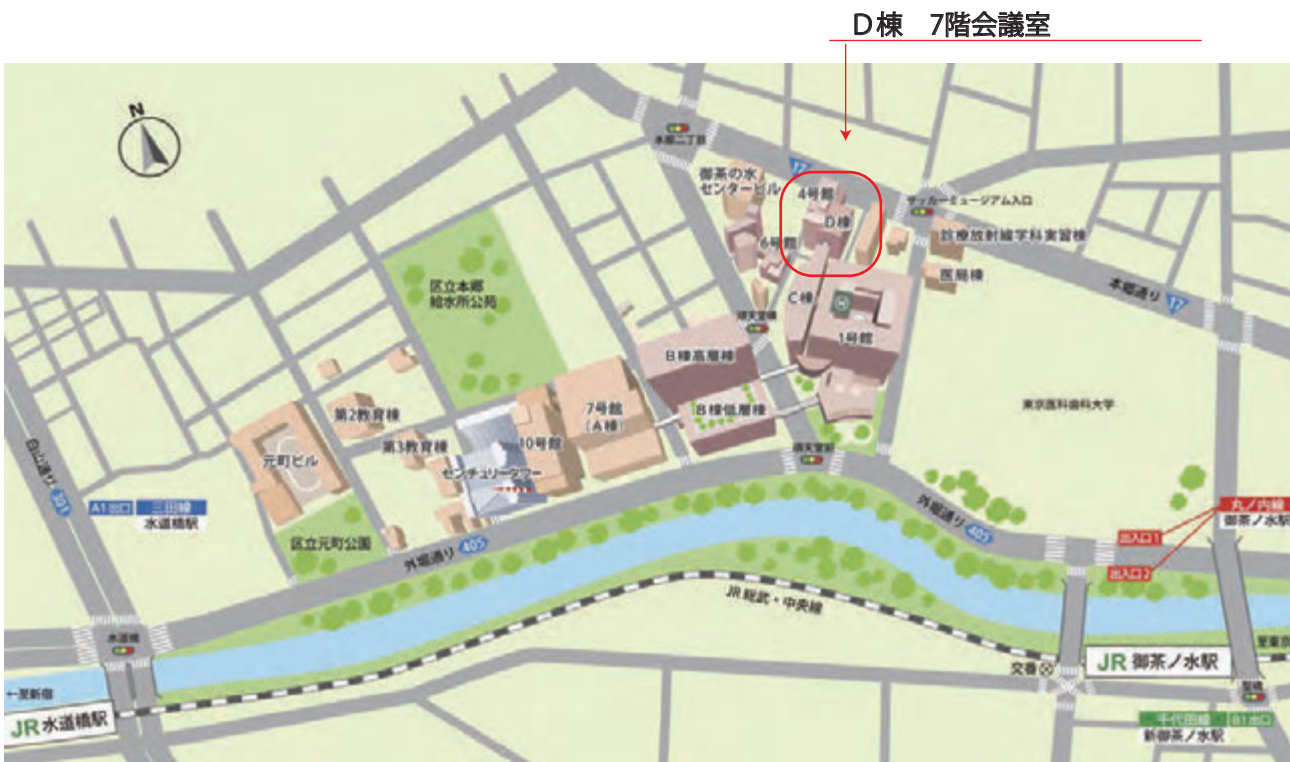 D棟 7階会議室
N
本郷二丁目
17
御茶の水
センタービル
4号館
D棟
6号館
サッカーミュージアム入口
診療放射線学科実習棟
医局棟
本郷通り 17
区立本郷
給水所公苑
C棟
H
1号館
順天堂横
B棟高層棟
B棟低層棟
7号館
(A棟)
10号館
第2教育棟
第3教育棟
センチュリータワー
元町ビル
東京医科歯科大学
順天堂前
白山通り 301
A1出口 三田線
水道橋駅
区立元町公園
外堀通り 405
外堀通り 405
丸ノ内線
御茶ノ水駅
出入口1
出入口2
JR 総武・中央線
水道橋
←至新宿
JR 水道橋駅
交番
JR 御茶ノ水駅
至東京
聖橋
千代田線 B1出口
新御茶ノ水駅